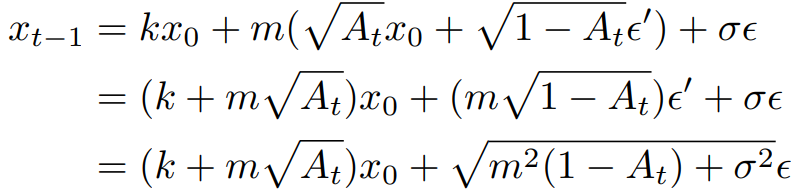 x_{t-1} = kx_0 + m(\sqrt{A_t}x_0 + \sqrt{1 - A_t}\epsilon') + \sigma\epsilon
= (k + m\sqrt{A_t})x_0 + (m\sqrt{1 - A_t})\epsilon' + \sigma\epsilon
= (k + m\sqrt{A_t})x_0 + \sqrt{m^2(1 - A_t) + \sigma^2}\epsilon